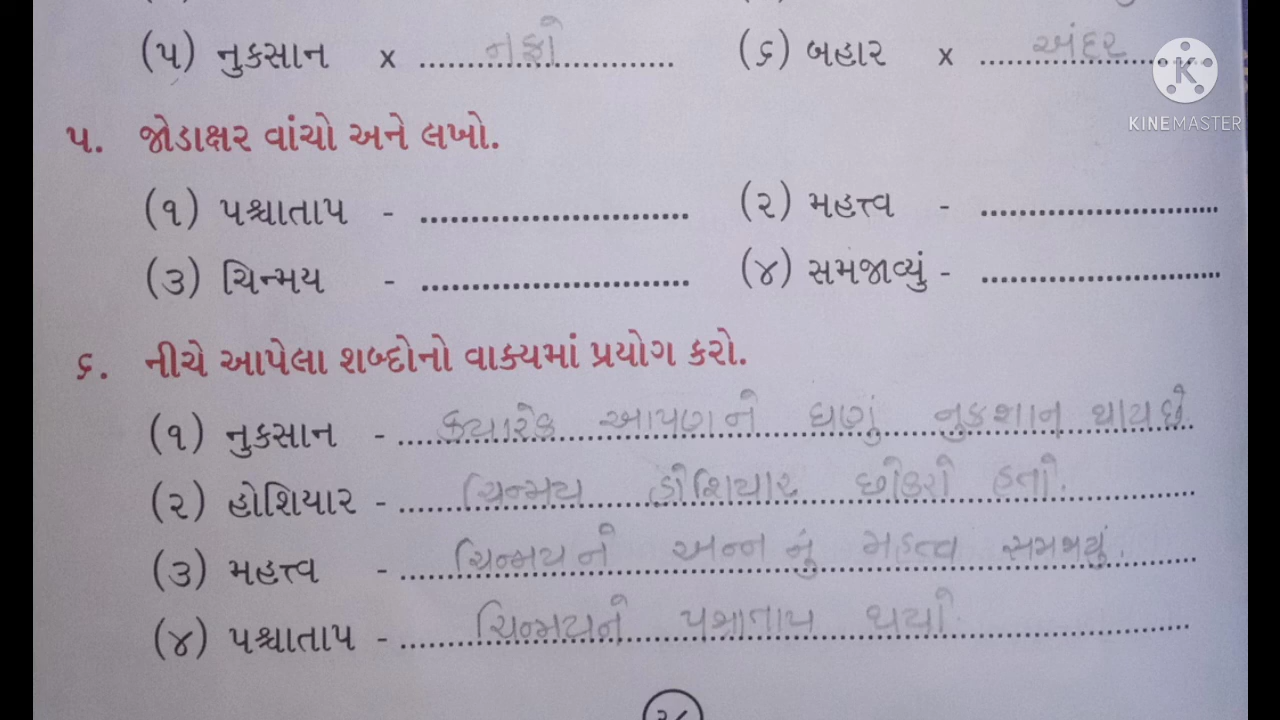 (૫) નુકસાન x નફો (૬) બહાર x અંદર
KINEMASTER
૫. જોડાક્ષર વાંચો અને લખો.
(૧) પશ્ચાતાપ - (૨) મહત્ત્વ -
(૩) ચિન્મય - (૪) સમજાવ્યું -
૬. નીચે આપેલા શબ્દોનો વાક્યમાં પ્રયોગ કરો.
(૧) નુકસાન - ક્યારેક આપણને ઘણું નુકશાન થાય છે
(૨) હોશિયાર - ચિન્મય હોશિયાર છોકરો હતો.
(૩) મહત્ત્વ - ચિન્મયને અન્નનું મહત્વ સમજાયું.
(૪) પશ્ચાતાપ - ચિન્મયને પશ્ચાતાપ થયો.